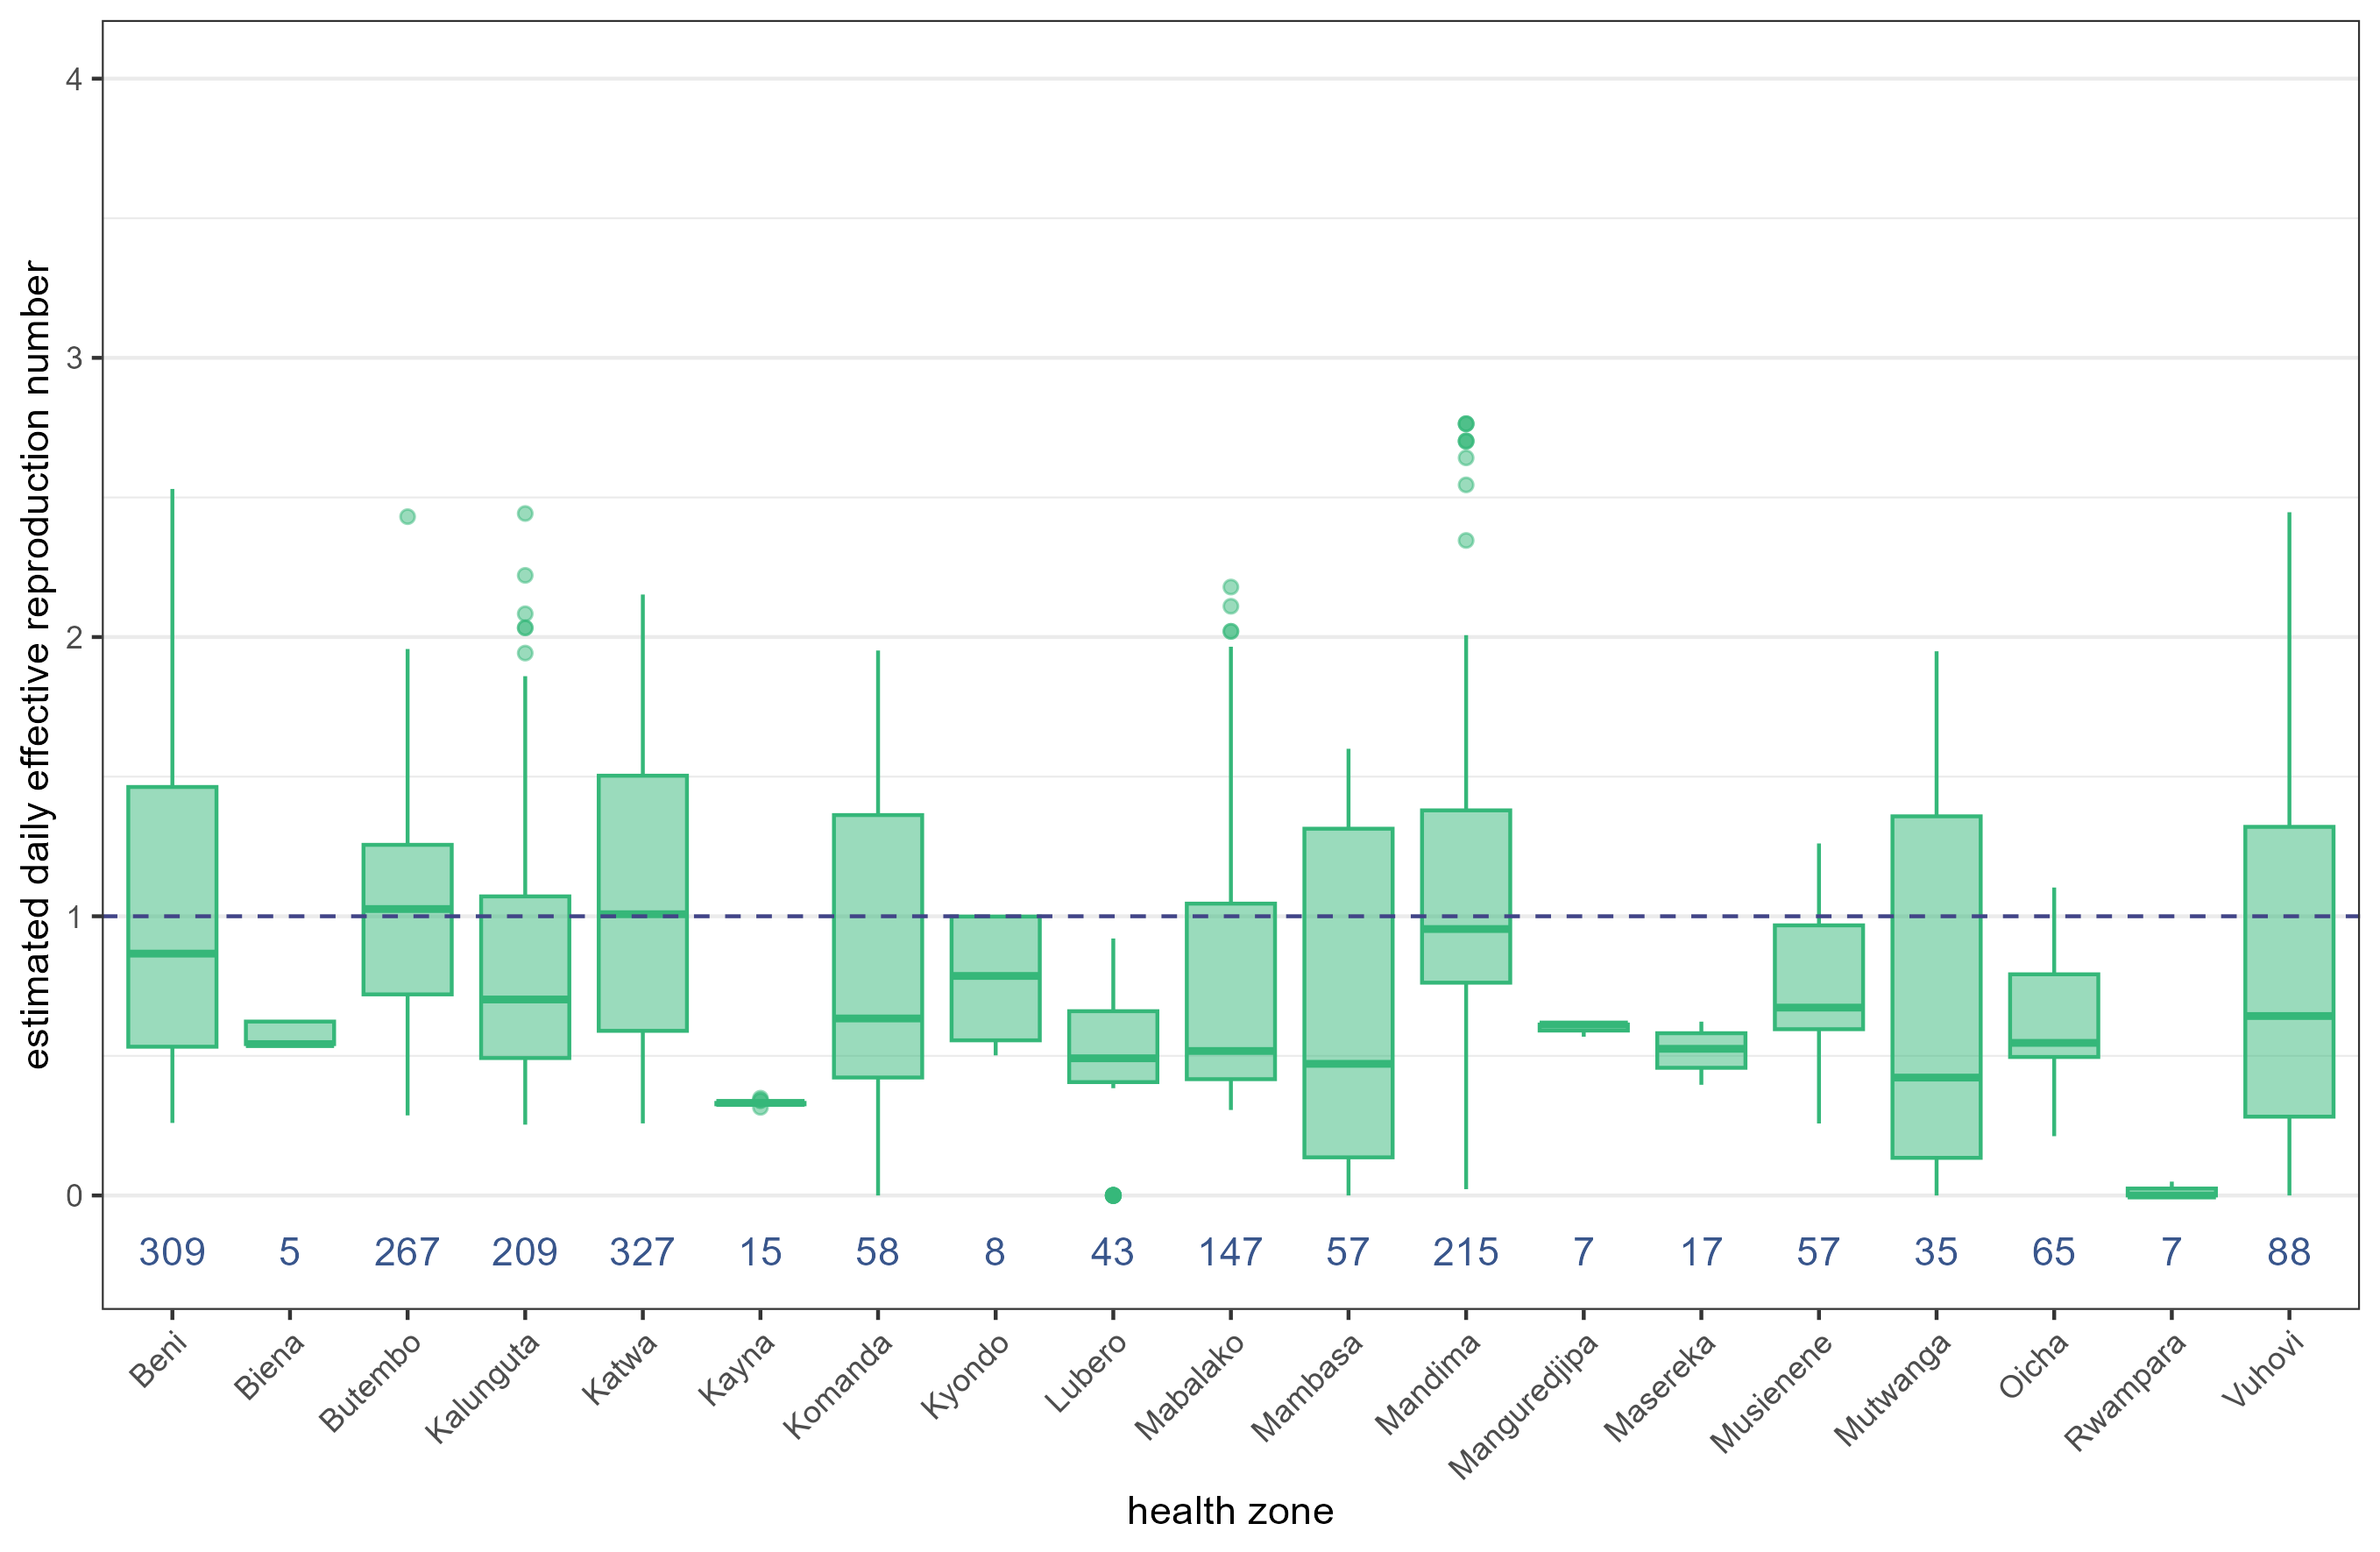 estimated daily effective reproduction number
4
3
2
1
0
309 5 267 209 327 15 58 8 43 147 57 215 7 17 57 35 65 7 88
Beni Biena Butembo Kalunguta Katwa Kayna Komanda Kyondo Lubero Mabalako Mambasa Mandima Manguredjipa Masereka Musienene Mutwanga Oicha Rwampara Vuhovi
health zone